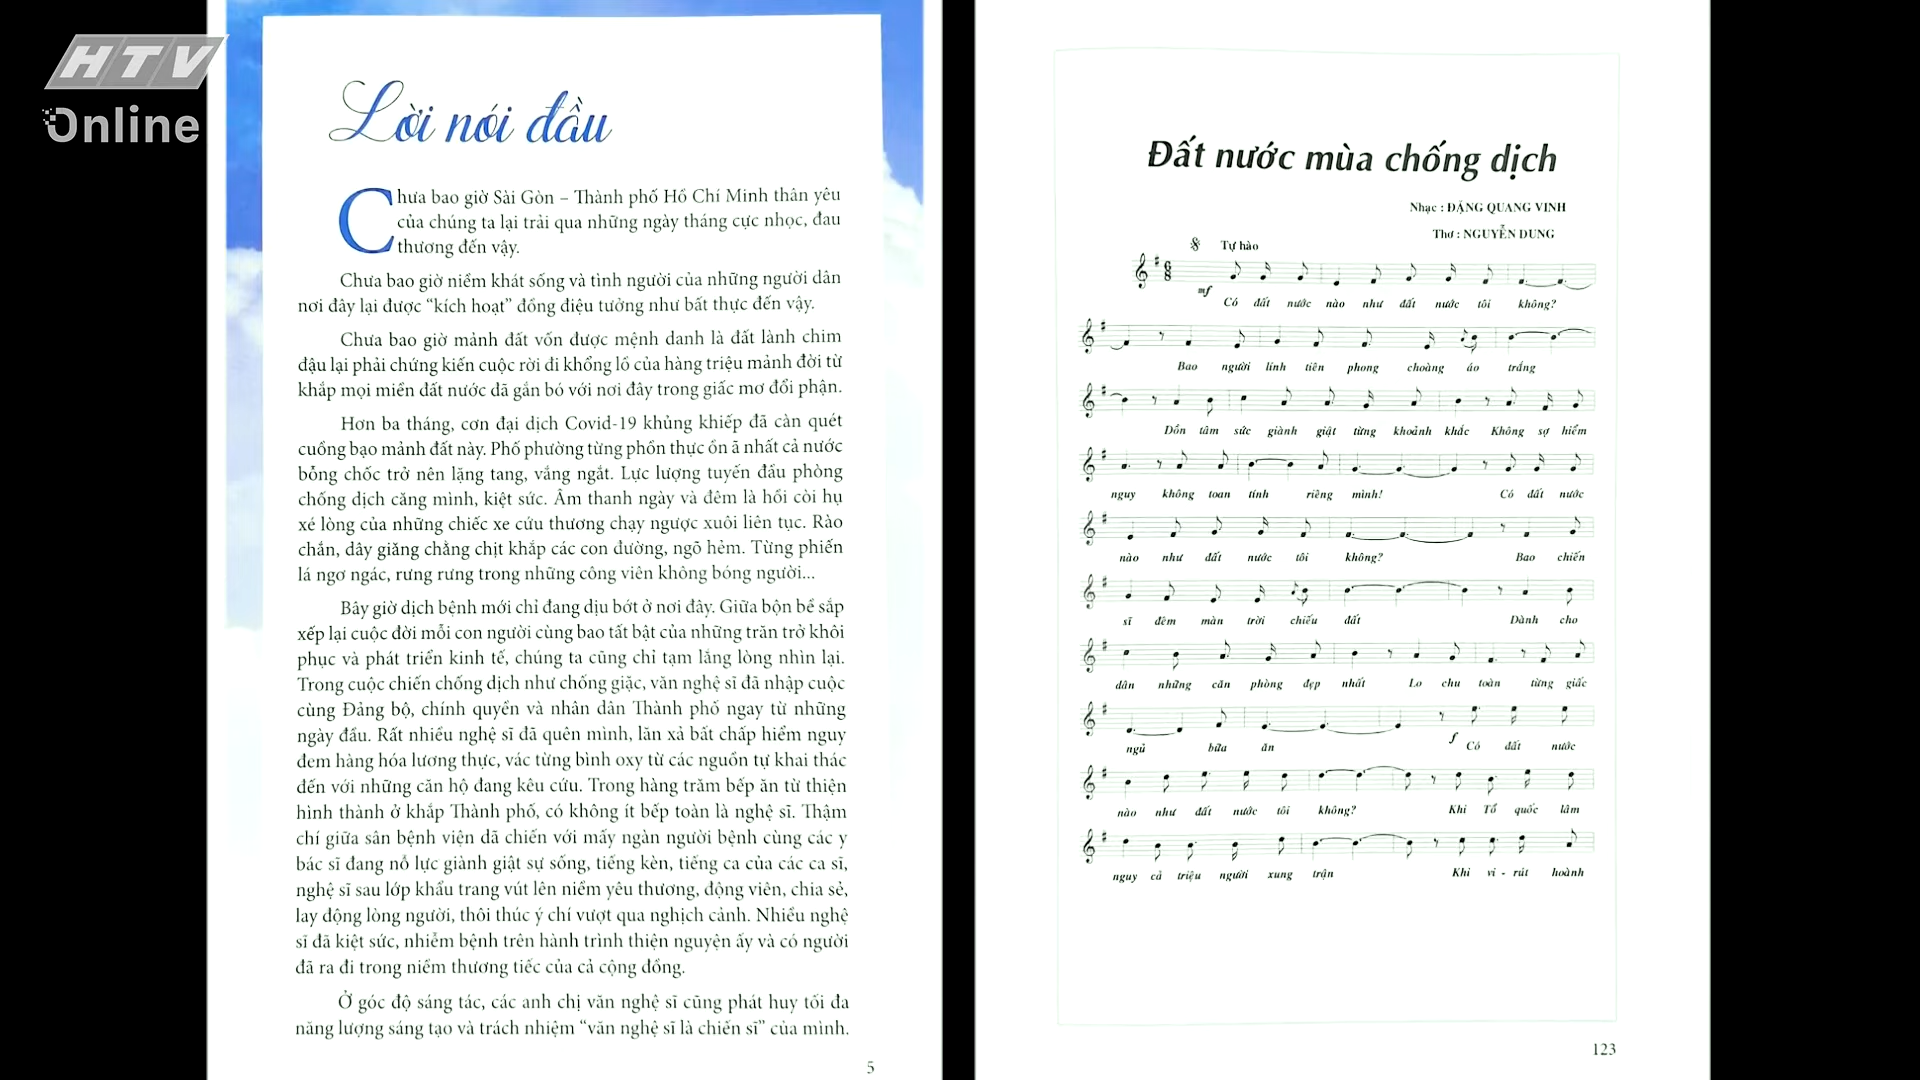 HTV
Online
Lời nói đầu
Chưa bao giờ Sài Gòn – Thành phố Hồ Chí Minh thân yêu
của chúng ta lại trải qua những ngày tháng cực nhọc, đau
thương đến vậy.
Chưa bao giờ niềm khát sống và tình người của những người dân
nơi đây lại được “kích hoạt” đồng điệu tưởng như bất thực đến vậy.
Chưa bao giờ mảnh đất vốn được mệnh danh là đất lành chim
đậu lại phải chứng kiến cuộc rời đi khổng lồ của hàng triệu mảnh đời từ
khắp mọi miền đất nước đã gắn bó với nơi đây trong giấc mơ đổi phận.
Hơn ba tháng, cơn đại dịch Covid-19 khủng khiếp đã càn quét
cuồng bạo mảnh đất này. Phố phường từng phồn thực ồn ã nhất cả nước
bỗng chốc trở nên lặng tang, vắng ngắt. Lực lượng tuyến đầu phòng
chống dịch căng mình, kiệt sức. Âm thanh ngày và đêm là hồi còi hụ
xé lòng của những chiếc xe cứu thương chạy ngược xuôi liên tục. Rào
chắn, dây giăng chằng chịt khắp các con đường, ngõ hẻm. Từng phiến
lá ngơ ngác, rưng rưng trong những công viên không bóng người...
Bây giờ dịch bệnh mới chỉ đang dịu bớt ở nơi đây. Giữa bộn bề sắp
xếp lại cuộc đời mỗi con người cùng bao tất bật của những trăn trở khôi
phục và phát triển kinh tế, chúng ta cũng chỉ tạm lắng lòng nhìn lại.
Trong cuộc chiến chống dịch như chống giặc, văn nghệ sĩ đã nhập cuộc
cùng Đảng bộ, chính quyền và nhân dân Thành phố ngay từ những
ngày đầu. Rất nhiều nghệ sĩ đã quên mình, lăn xả bất chấp hiểm nguy
đem hàng hóa lương thực, vác từng bình oxy từ các nguồn tự khai thác
đến với những căn hộ đang kêu cứu. Trong hàng trăm bếp ăn từ thiện
hình thành ở khắp Thành phố, có không ít bếp toàn là nghệ sĩ. Thậm
chí giữa sân bệnh viện dã chiến với mấy ngàn người bệnh cùng các y
bác sĩ đang nỗ lực giành giật sự sống, tiếng kèn, tiếng ca của các ca sĩ,
nghệ sĩ sau lớp khẩu trang vút lên niềm yêu thương, động viên, chia sẻ,
lay động lòng người, thôi thúc ý chí vượt qua nghịch cảnh. Nhiều nghệ
sĩ đã kiệt sức, nhiễm bệnh trên hành trình thiện nguyện ấy và có người
đã ra đi trong niềm thương tiếc của cả cộng đồng.
Ở góc độ sáng tác, các anh chị văn nghệ sĩ cũng phát huy tối đa
năng lượng sáng tạo và trách nhiệm “văn nghệ sĩ là chiến sĩ” của mình.
5
Đất nước mùa chống dịch
Nhạc : ĐẶNG QUANG VINH
Thơ : NGUYỄN DUNG
Tự hào
mf
Có đất nước nào như đất nước tôi không?
Bao người lính tiên phong choàng áo trắng
Dồn tâm sức giành giật từng khoảnh khắc Không sợ hiểm
nguy không toan tính riêng mình! Có đất nước
nào như đất nước tôi không? Bao chiến
sĩ đêm màn trời chiếu đất Dành cho
dân những căn phòng đẹp nhất Lo chu toàn từng giấc
ngủ bữa ăn f Có đất nước
nào như đất nước tôi không? Khi Tổ quốc lâm
nguy cả triệu người xung trận Khi vi - rút hoành
123